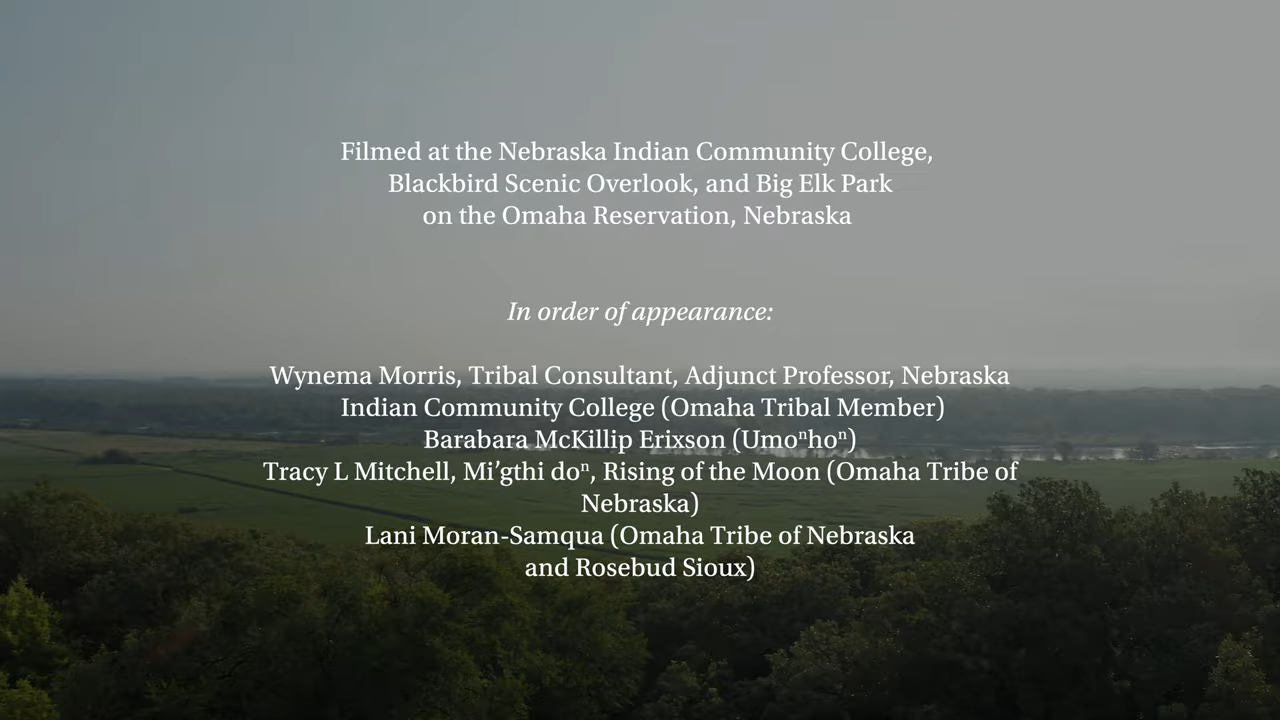 Filmed at the Nebraska Indian Community College,
Blackbird Scenic Overlook, and Big Elk Park
on the Omaha Reservation, Nebraska
In order of appearance:
Wynema Morris, Tribal Consultant, Adjunct Professor, Nebraska
Indian Community College (Omaha Tribal Member)
Barabara McKillip Erixson (Umoⁿhoⁿ)
Tracy L Mitchell, Mi’gthi doⁿ, Rising of the Moon (Omaha Tribe of
Nebraska)
Lani Moran-Samqua (Omaha Tribe of Nebraska
and Rosebud Sioux)